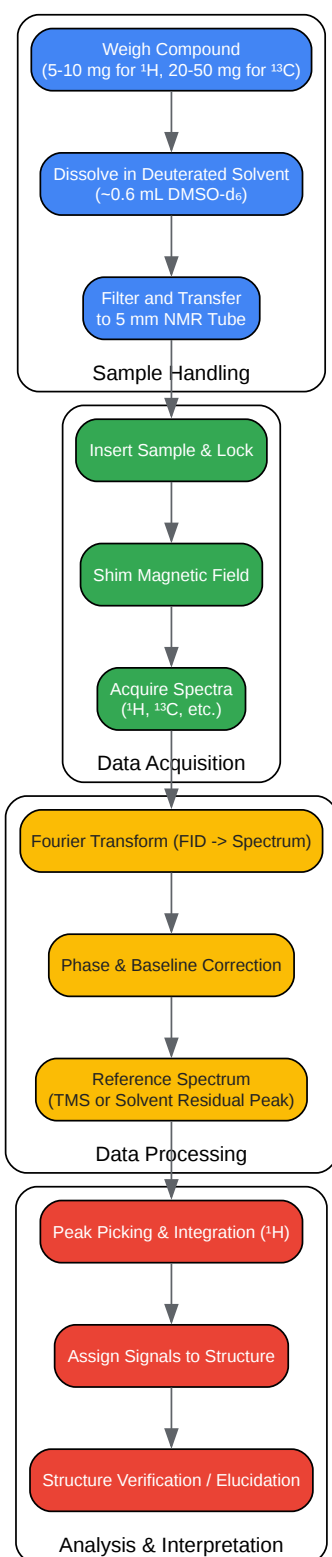 Weigh Compound
(5-10 mg for ¹H, 20-50 mg for ¹³C)
Dissolve in Deuterated Solvent
(~0.6 mL DMSO-d₆)
Filter and Transfer
to 5 mm NMR Tube
Sample Handling
Insert Sample & Lock
Shim Magnetic Field
Acquire Spectra
(¹H, ¹³C, etc.)
Data Acquisition
Fourier Transform (FID -> Spectrum)
Phase & Baseline Correction
Reference Spectrum
(TMS or Solvent Residual Peak)
Data Processing
Peak Picking & Integration (¹H)
Assign Signals to Structure
Structure Verification / Elucidation
Analysis & Interpretation